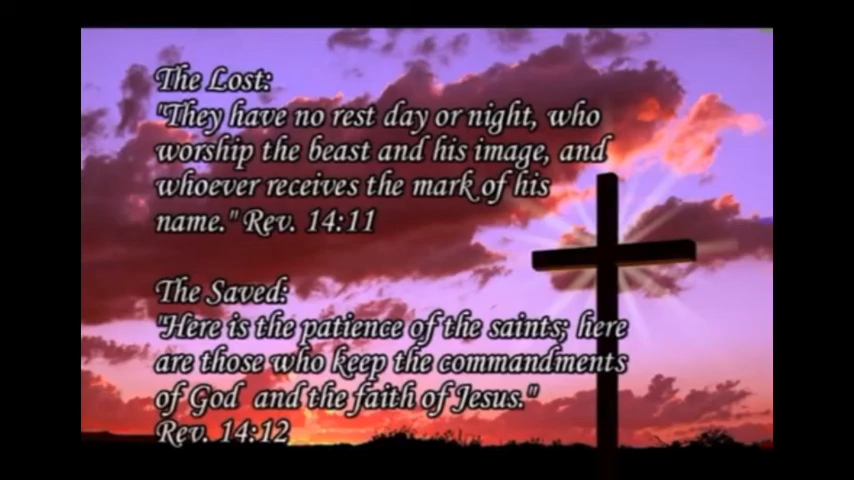 The Lost:
"They have no rest day or night, who
worship the beast and his image, and
whoever receives the mark of his
name." Rev. 14:11
The Saved:
"Here is the patience of the saints; here
are those who keep the commandments
of God and the faith of Jesus."
Rev. 14:12